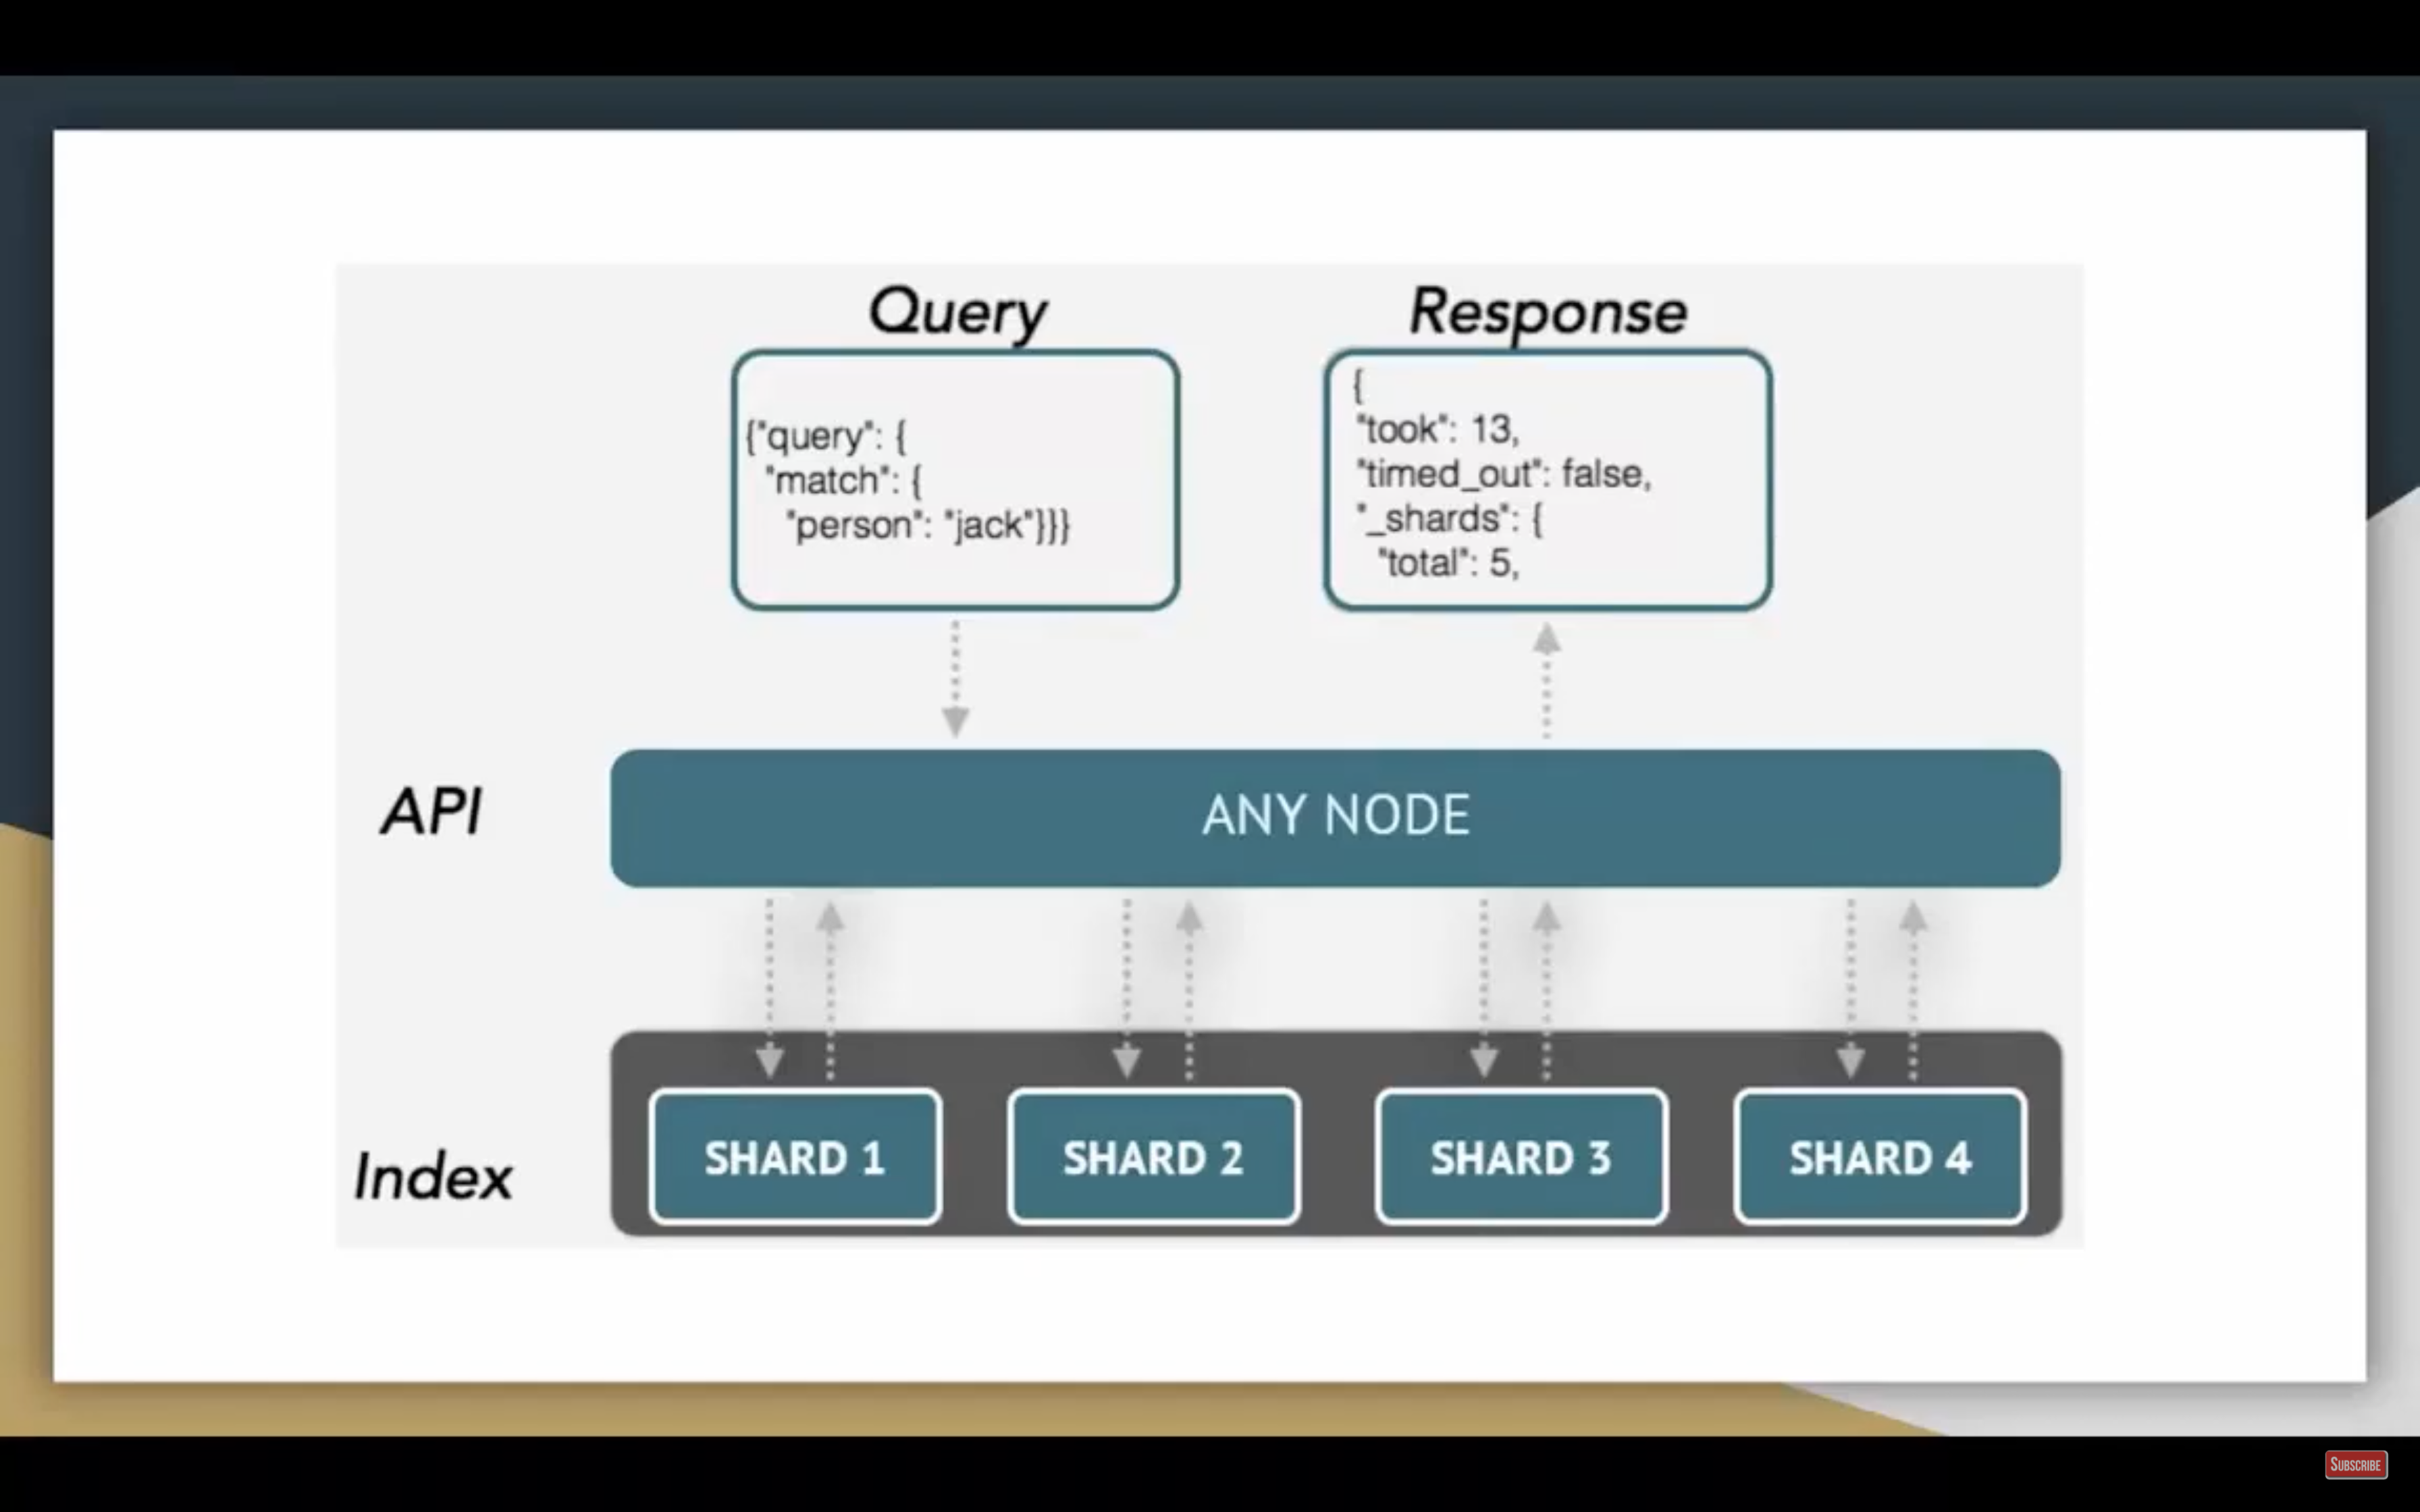 Query
Response
{"query": {
"match": {
"person": "jack"}}}
{
"took": 13,
"timed_out": false,
"_shards": {
"total": 5,
API
ANY NODE
Index
SHARD 1
SHARD 2
SHARD 3
SHARD 4
SUBSCRIBE